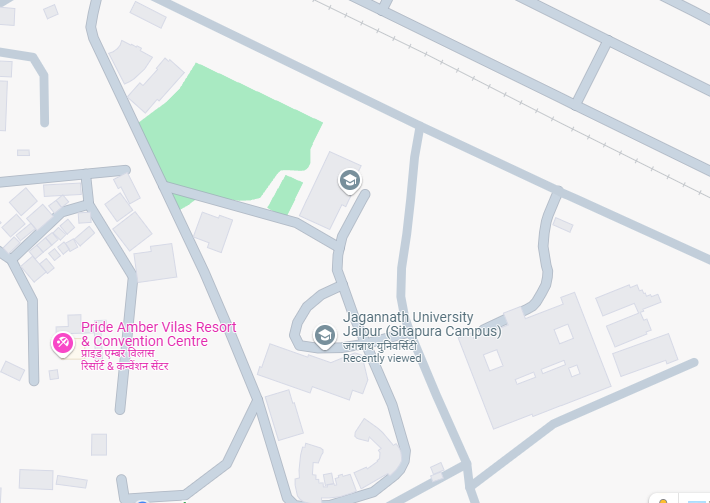 Jagannath University
Jaipur (Sitapura Campus)
जगन्नाथ युनिवर्सिटी
Recently viewed
Pride Amber Vilas Resort
& Convention Centre
प्राइड एम्बर विलास
रिसॉर्ट & कन्वेंशन सेंटर